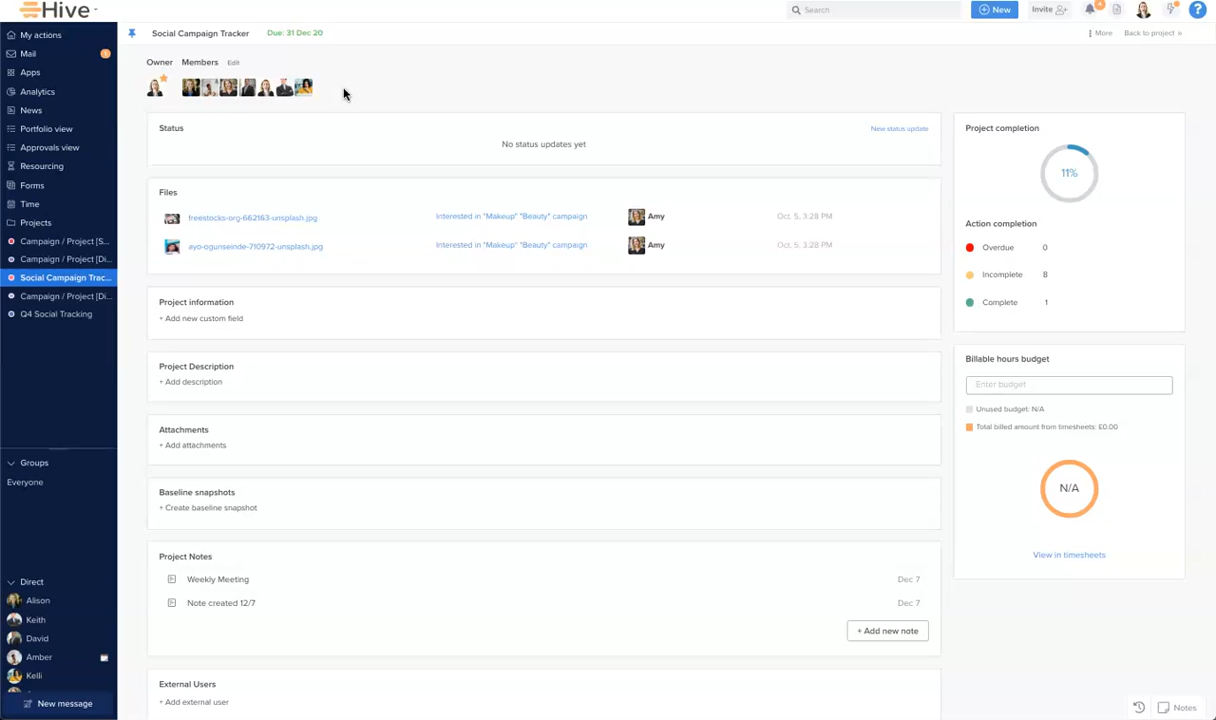 Hive
Search
+ New
Invite
4
?
My actions
Mail
Apps
Analytics
News
Portfolio view
Approvals view
Resourcing
Forms
Time
Projects
Campaign / Project [S...
Campaign / Project [Di...
Social Campaign Trac...
Campaign / Project [Di...
Q4 Social Tracking
Groups
Everyone
Direct
Alison
Keith
David
Amber
Kelli
New message
Social Campaign Tracker
Due: 31 Dec 20
More
Back to project »
Owner
Members
Edit
Status
New status update
No status updates yet
Files
freestocks-org-662163-unsplash.jpg
Interested in "Makeup" "Beauty" campaign
Amy
Oct. 5, 3:28 PM
ayo-ogunseinde-710972-unsplash.jpg
Interested in "Makeup" "Beauty" campaign
Amy
Oct. 5, 3:28 PM
Project information
+ Add new custom field
Project Description
+ Add description
Attachments
+ Add attachments
Baseline snapshots
+ Create baseline snapshot
Project Notes
Weekly Meeting
Dec 7
Note created 12/7
Dec 7
+ Add new note
External Users
+ Add external user
Project completion
11%
Action completion
Overdue 0
Incomplete 8
Complete 1
Billable hours budget
Enter budget
Unused budget: N/A
Total billed amount from timesheets: £0.00
N/A
View in timesheets
Notes